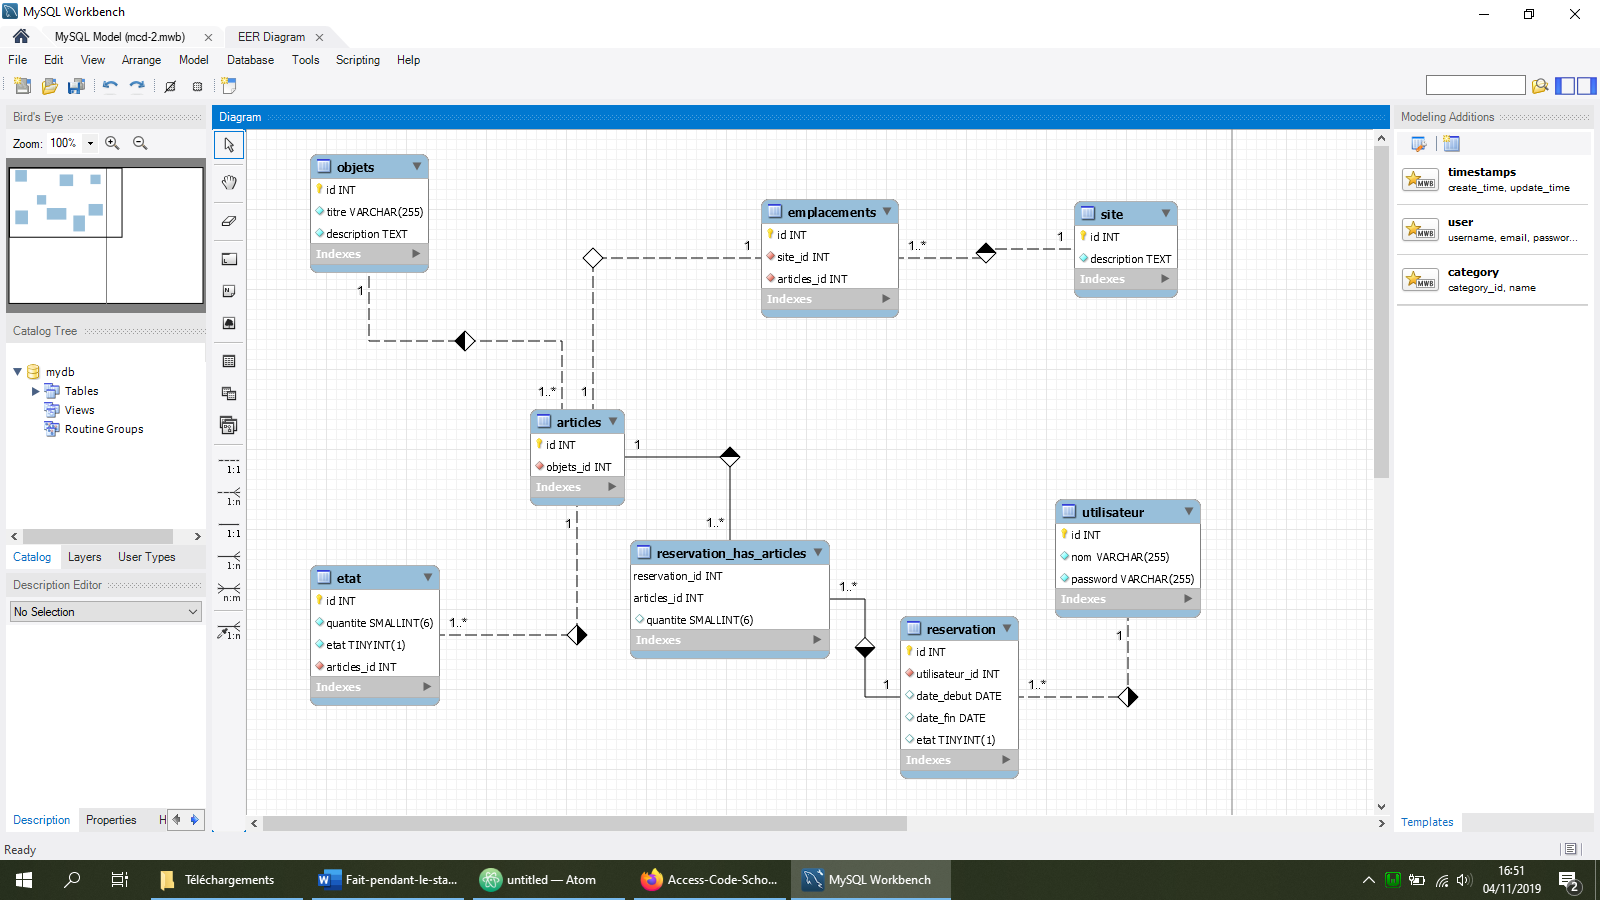 MySQL Workbench
MySQL Model (mcd-2.mwb)
EER Diagram
File Edit View Arrange Model Database Tools Scripting Help
Bird's Eye
Zoom: 100%
Diagram
Modeling Additions
timestamps
create_time, update_time
user
username, email, passwor...
category
category_id, name
MWB
MWB
MWB
Catalog Tree
mydb
Tables
Views
Routine Groups
Catalog Layers User Types
Description Editor
No Selection
Description Properties H
Templates
1:1
1:n
1:1
1:n
n:m
1:n
objets
id INT
titre VARCHAR(255)
description TEXT
Indexes
1
1..*
emplacements
id INT
site_id INT
articles_id INT
Indexes
1
1
1..*
1
site
id INT
description TEXT
Indexes
articles
id INT
objets_id INT
Indexes
1
1..*
1
1..*
etat
id INT
quantite SMALLINT(6)
etat TINYINT(1)
articles_id INT
Indexes
reservation_has_articles
reservation_id INT
articles_id INT
quantite SMALLINT(6)
Indexes
1..*
1
reservation
id INT
utilisateur_id INT
date_debut DATE
date_fin DATE
etat TINYINT(1)
Indexes
1..*
1
utilisateur
id INT
nom VARCHAR(255)
password VARCHAR(255)
Indexes
Ready
Téléchargements
Fait-pendant-le-sta...
untitled — Atom
Access-Code-Scho...
MySQL Workbench
16:51
04/11/2019
2